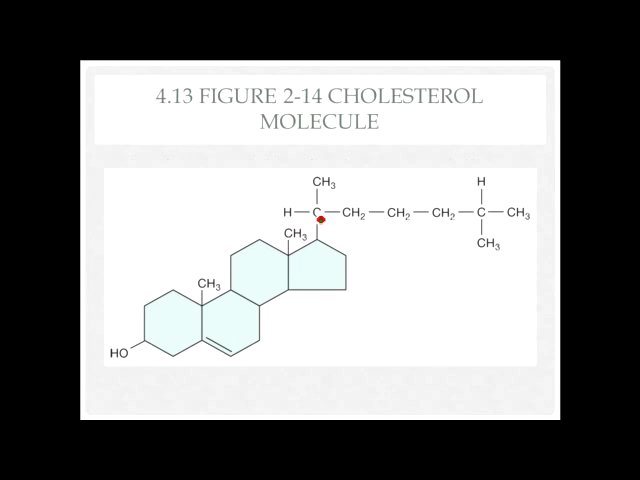 4.13 FIGURE 2-14 CHOLESTEROL
MOLECULE
CH₃
H
H — C — CH₂ — CH₂ — CH₂ — C — CH₃
CH₃
CH₃
CH₃
HO